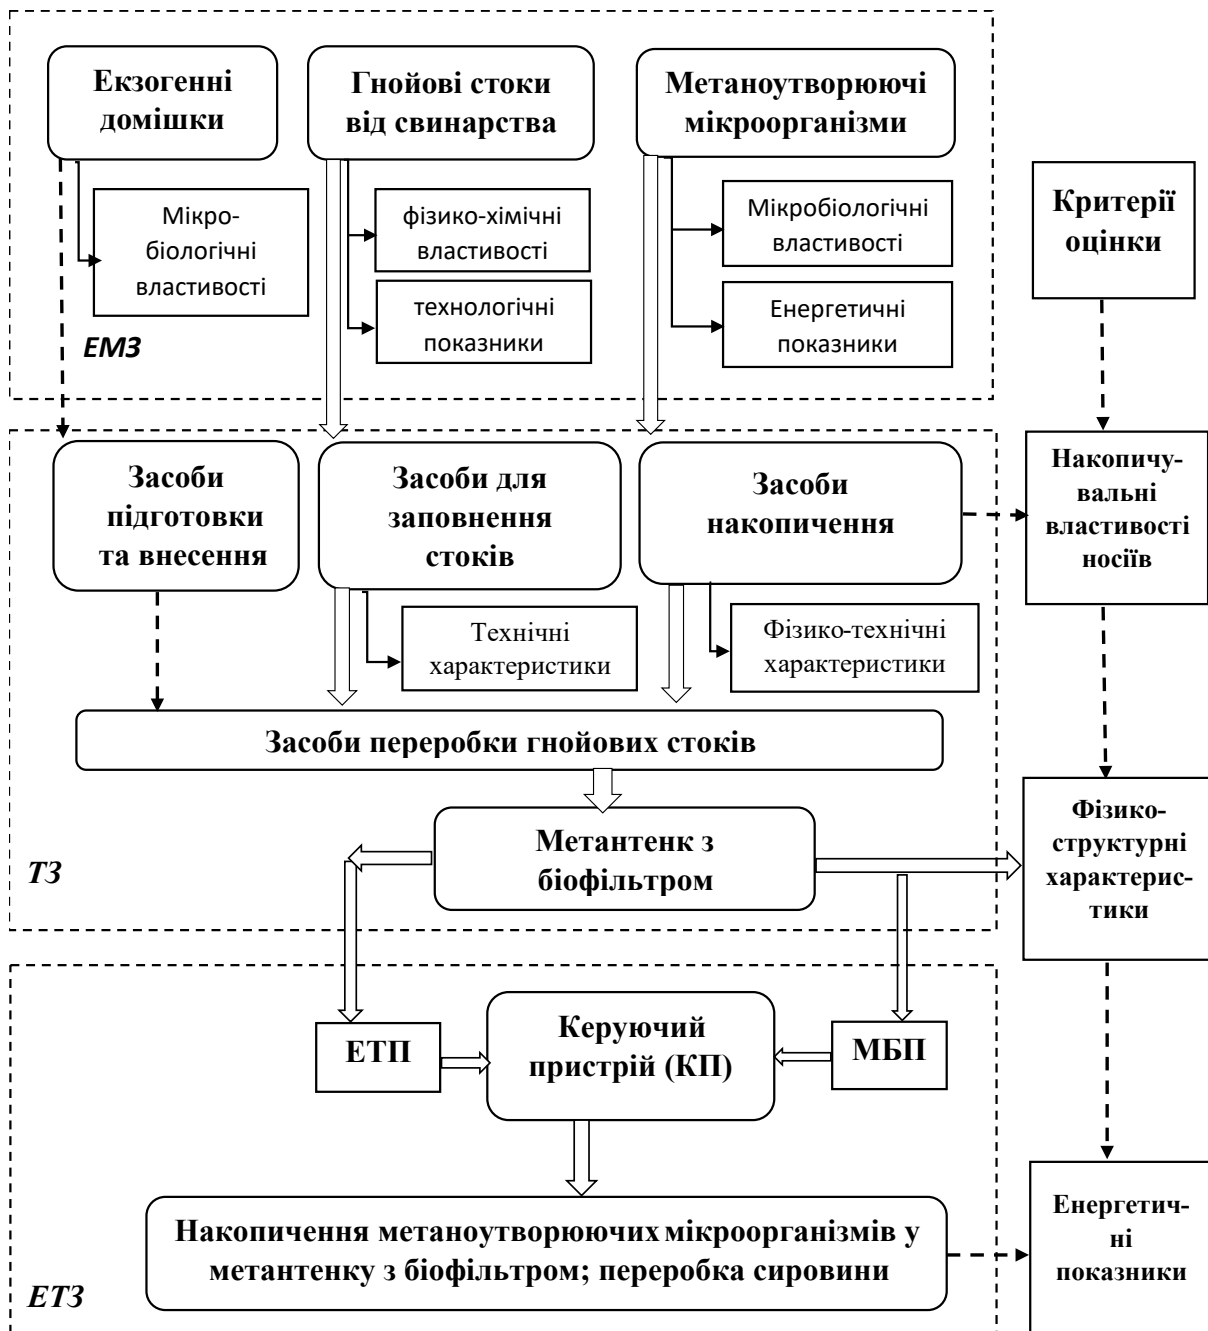 Екзогенні
домішки
Гнойові стоки
від свинарства
Метаноутворюючі
мікроорганізми
Мікро-
біологічні
властивості
фізико-хімічні
властивості
технологічні
показники
Мікробіологічні
властивості
Енергетичні
показники
Критерії
оцінки
ЕМЗ
Засоби
підготовки
та внесення
Засоби для
заповнення
стоків
Засоби
накопичення
Накопичу-
вальні
властивості
носіїв
Технічні
характеристики
Фізико-технічні
характеристики
Засоби переробки гнойових стоків
Метантенк з
біофільтром
Фізико-
структурні
характерис-
тики
ТЗ
ЕТП
Керуючий
пристрій (КП)
МБП
Накопичення метаноутворюючих мікроорганізмів у
метантенку з біофільтром; переробка сировини
Енергетич-
ні
показники
ЕТЗ